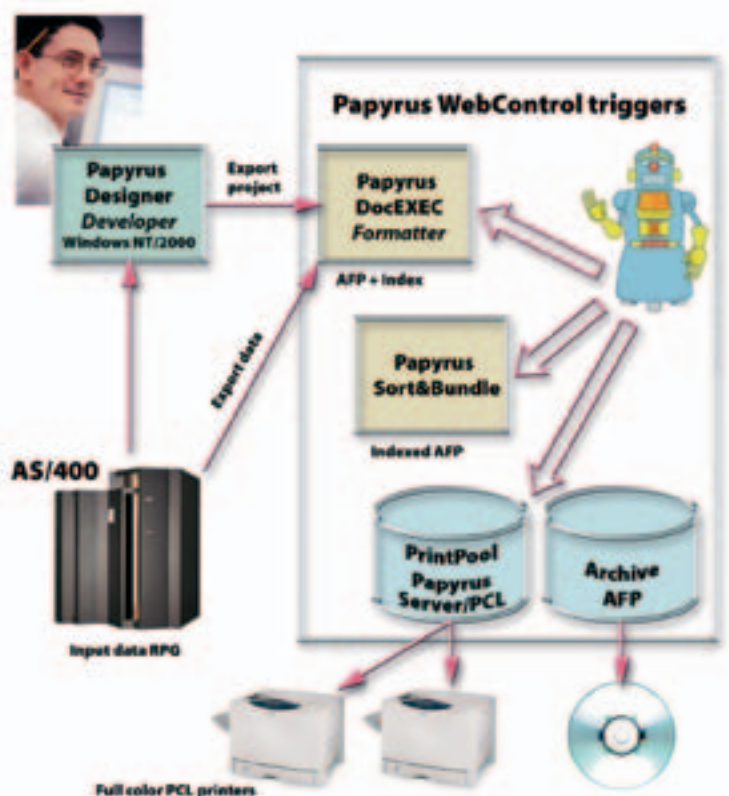 Papyrus WebControl triggers
Papyrus
Designer
Developer
Windows NT/2000
Export
project
Papyrus
DocEXEC
Formatter
AFP + Index
Export data
Papyrus
Sort&Bundle
Indexed AFP
AS/400
Input data RPG
PrintPool
Papyrus
Server/PCL
Archive
AFP
Full color PCL printers